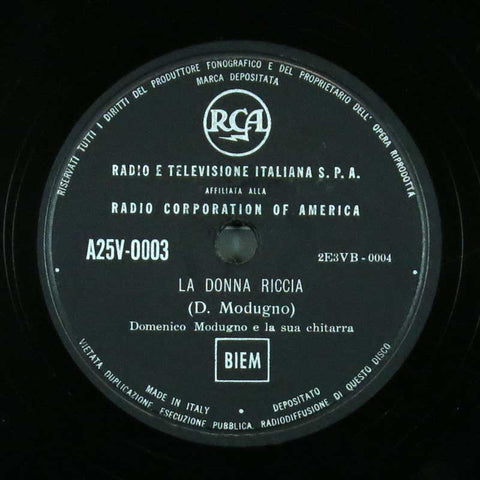 RISERVATI TUTTI I DIRITTI DEL PRODUTTORE FONOGRAFICO E DEL PROPRIETARIO DELL' OPERA RIPRODOTTA
MARCA DEPOSITATA
RCA
RADIO E TELEVISIONE ITALIANA S.P.A.
AFFILIATA ALLA
RADIO CORPORATION OF AMERICA
A25V-0003
2E3VB-0004
LA DONNA RICCIA
(D. Modugno)
Domenico Modugno e la sua chitarra
BIEM
MADE IN ITALY
DEPOSITATO
VIETATA DUPLICAZIONE ESECUZIONE PUBBLICA. RADIODIFFUSIONE DI QUESTO DISCO